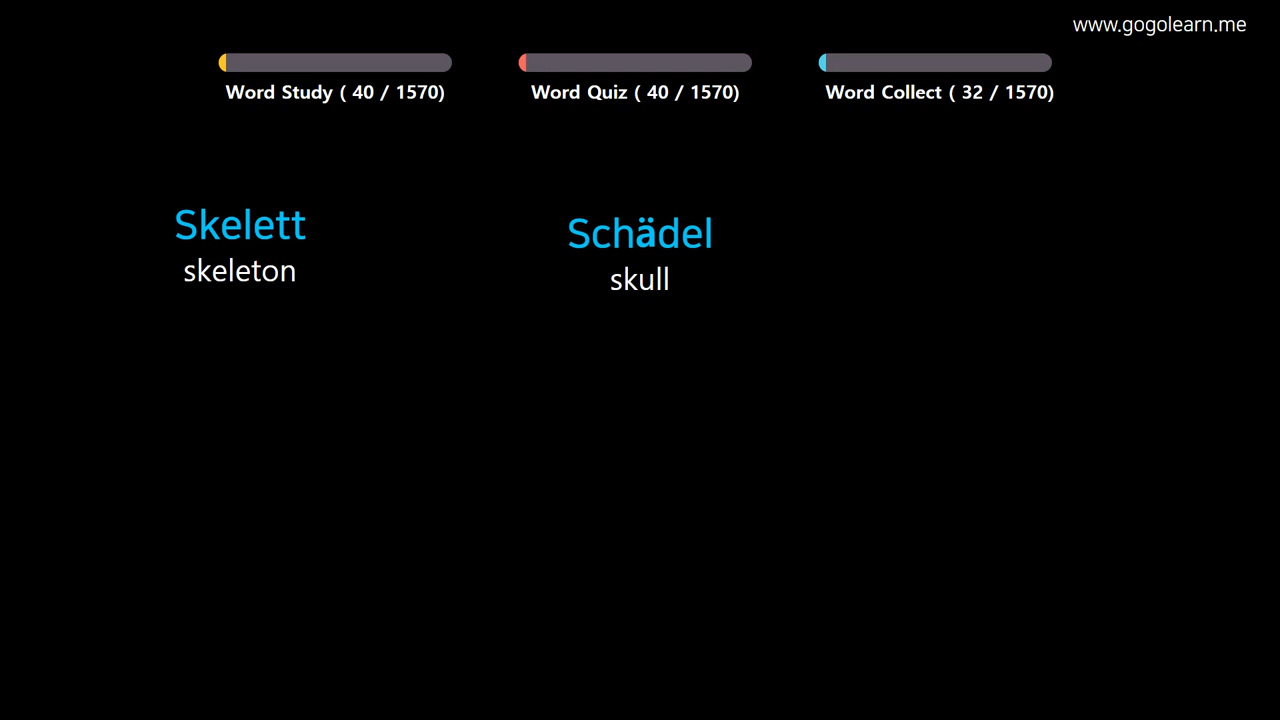 www.gogolearn.me
Word Study ( 40 / 1570)
Word Quiz ( 40 / 1570)
Word Collect ( 32 / 1570)
Skelett
skeleton
Schädel
skull